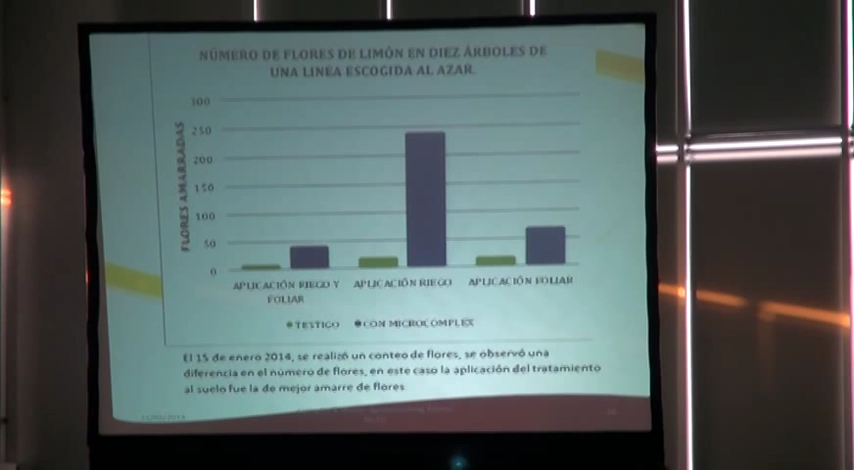 NÚMERO DE FLORES DE LIMÓN EN DIEZ ÁRBOLES DE
UNA LINEA ESCOGIDA AL AZAR.
FLORES AMARRADAS
300
250
200
150
100
50
0
APLICACIÓN RIEGO Y
FOLIAR
APLICACIÓN RIEGO
APLICACIÓN FOLIAR
TESTIGO
CON MICROCOMPLEX
El 15 de enero 2014, se realizó un conteo de flores, se observó una
diferencia en el número de flores, en este caso la aplicación del tratamiento
al suelo fue la de mejor amarre de flores